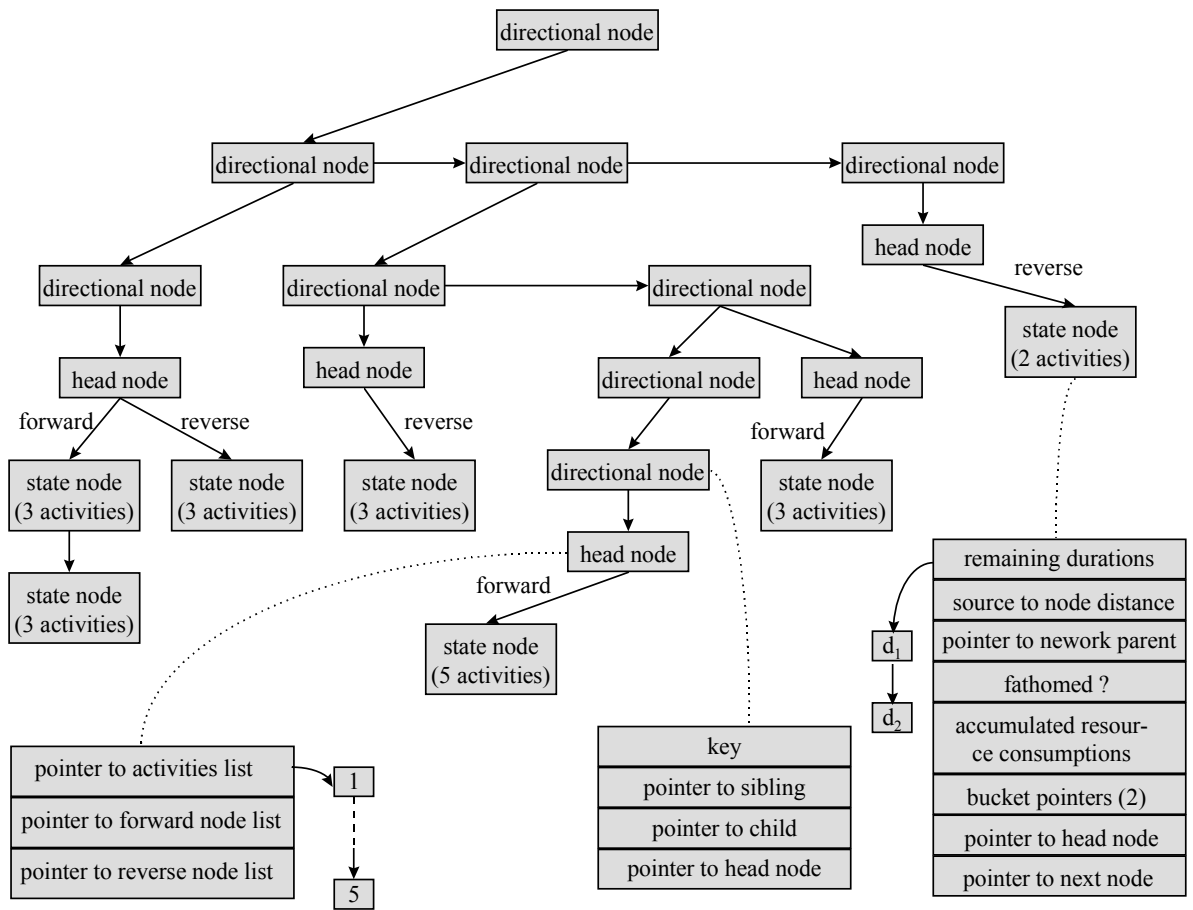 directional node
directional node
directional node
directional node
head node
reverse
directional node
directional node
directional node
state node
(2 activities)
head node
head node
directional node
head node
forward
reverse
reverse
forward
state node
(3 activities)
state node
(3 activities)
state node
(3 activities)
directional node
state node
(3 activities)
head node
forward
state node
(3 activities)
state node
(5 activities)
remaining durations
source to node distance
pointer to nework parent
fathomed ?
accumulated resour-
ce consumptions
bucket pointers (2)
pointer to head node
pointer to next node
d1
d2
key
pointer to sibling
pointer to child
pointer to head node
pointer to activities list
pointer to forward node list
pointer to reverse node list
1
5